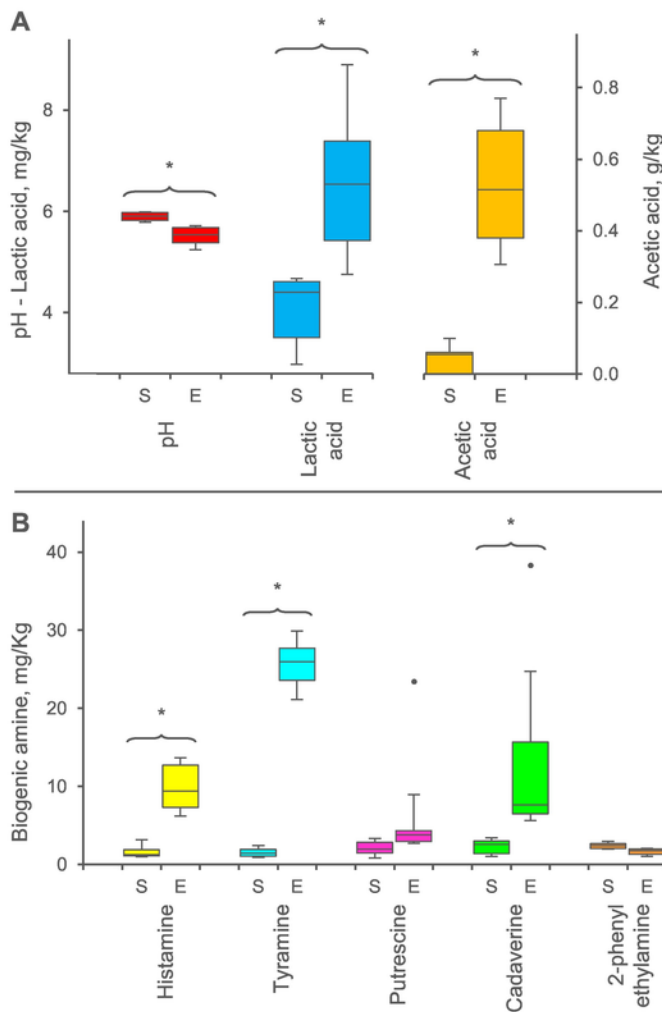 A
*
*
*
8
6
4
pH - Lactic acid, mg/kg
0.8
0.6
0.4
0.2
0.0
Acetic acid, g/kg
S E S E S E
pH
Lactic
acid
Acetic
acid
B
*
*
*
40
30
20
10
0
Biogenic amine, mg/Kg
S E S E S E S E S E
Histamine
Tyramine
Putrescine
Cadaverine
2-phenyl
ethylamine